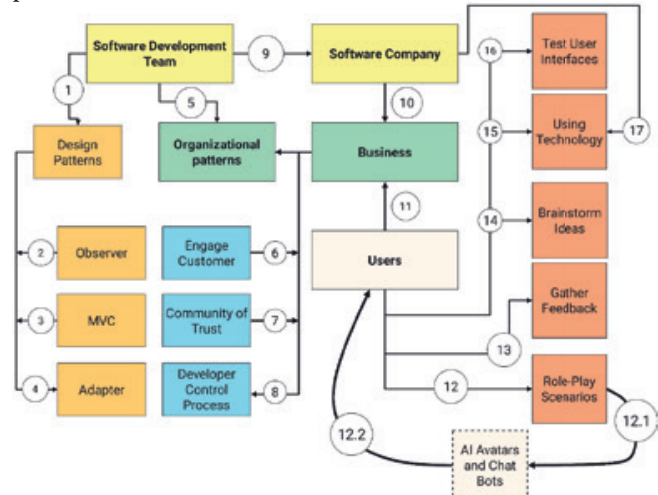 Software Development
Team
9
Software Company
16
Test User
Interfaces
1
5
10
Design
Patterns
Organizational
patterns
Business
15
Using
Technology
17
11
14
Brainstorm
Ideas
2
Observer
Engage
Customer
6
Users
Gather
Feedback
3
MVC
Community of
Trust
7
13
4
Adapter
Developer
Control
Process
8
12
Role-Play
Scenarios
12.1
12.2
AI Avatars
and Chat
Bots